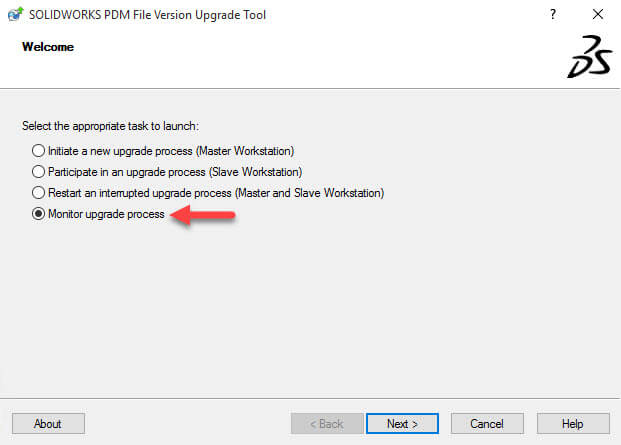 SOLIDWORKS PDM File Version Upgrade Tool
?
Welcome
Select the appropriate task to launch:
Initiate a new upgrade process (Master Workstation)
Participate in an upgrade process (Slave Workstation)
Restart an interrupted upgrade process (Master and Slave Workstation)
Monitor upgrade process
About
< Back
Next >
Cancel
Help